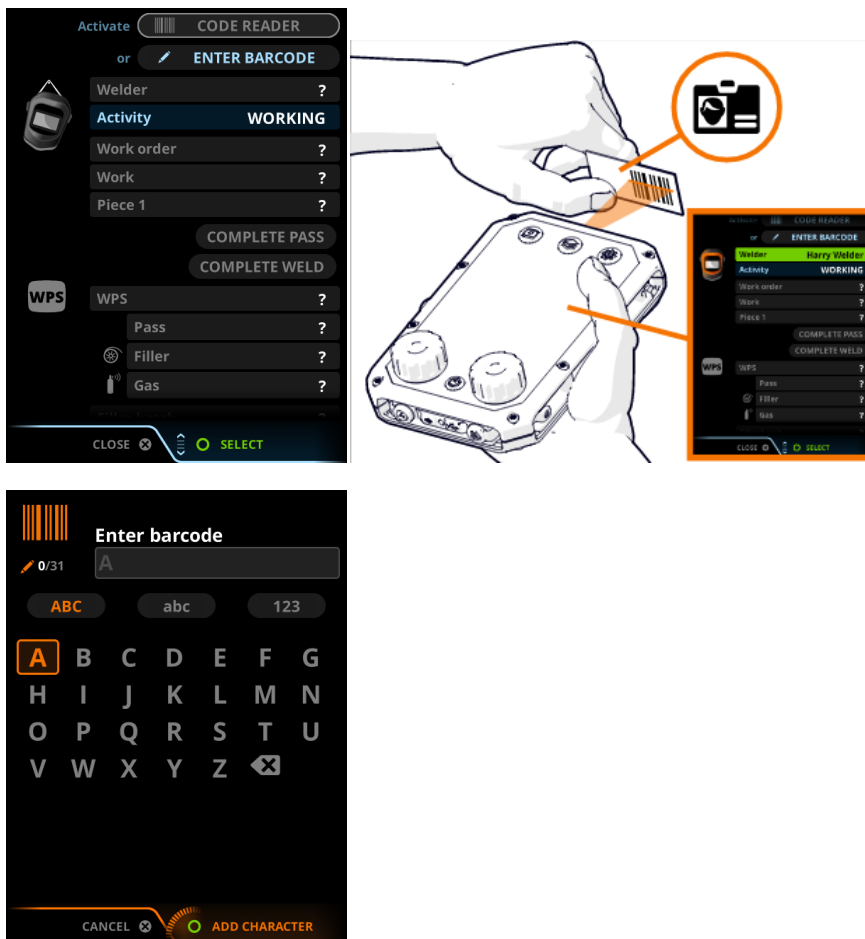 Activate CODE READER
or ENTER BARCODE
Welder ?
Activity WORKING
Work order ?
Work ?
Piece 1 ?
COMPLETE PASS
COMPLETE WELD
WPS WPS ?
Pass ?
Filler ?
Gas ?
CLOSE SELECT
CODE READER
or ENTER BARCODE
Welder Harry Welder
Activity WORKING
Work order ?
Work ?
Piece 1 ?
COMPLETE PASS
COMPLETE WELD
WPS WPS ?
Pass ?
Filler ?
Gas ?
CLOSE SELECT
Enter barcode
0/31 A
ABC abc 123
A B C D E F G
H I J K L M N
O P Q R S T U
V W X Y Z
CANCEL ADD CHARACTER